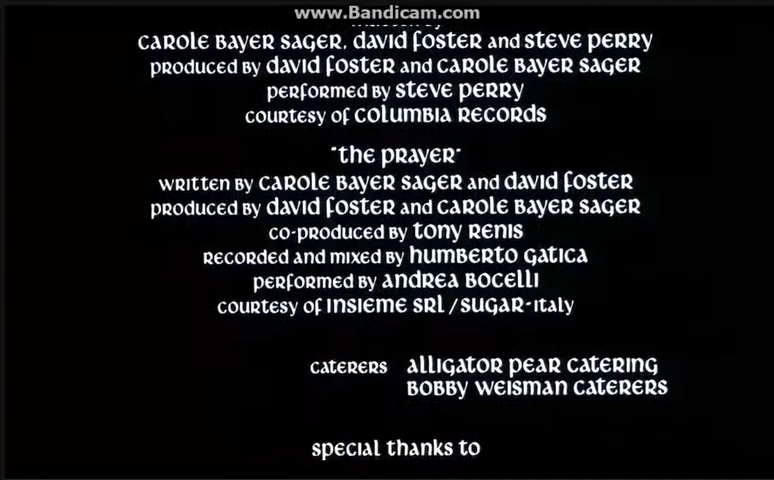 www.Bandicam.com
CAROLE BAYER SAGER, DAVID FOSTER and STEVE PERRY
PRODUCED BY DAVID FOSTER and CAROLE BAYER SAGER
PERFORMED BY STEVE PERRY
COURTESY OF COLUMBIA RECORDS
"THE PRAYER"
WRITTEN BY CAROLE BAYER SAGER and DAVID FOSTER
PRODUCED BY DAVID FOSTER and CAROLE BAYER SAGER
CO-PRODUCED BY TONY RENIS
RECORDED AND MIXED BY HUMBERTO GATICA
PERFORMED BY ANDREA BOCELLI
COURTESY OF INSIEME SRL / SUGAR-ITALY
CATERERS ALLIGATOR PEAR CATERING
BOBBY WEISMAN CATERERS
SPECIAL THANKS TO